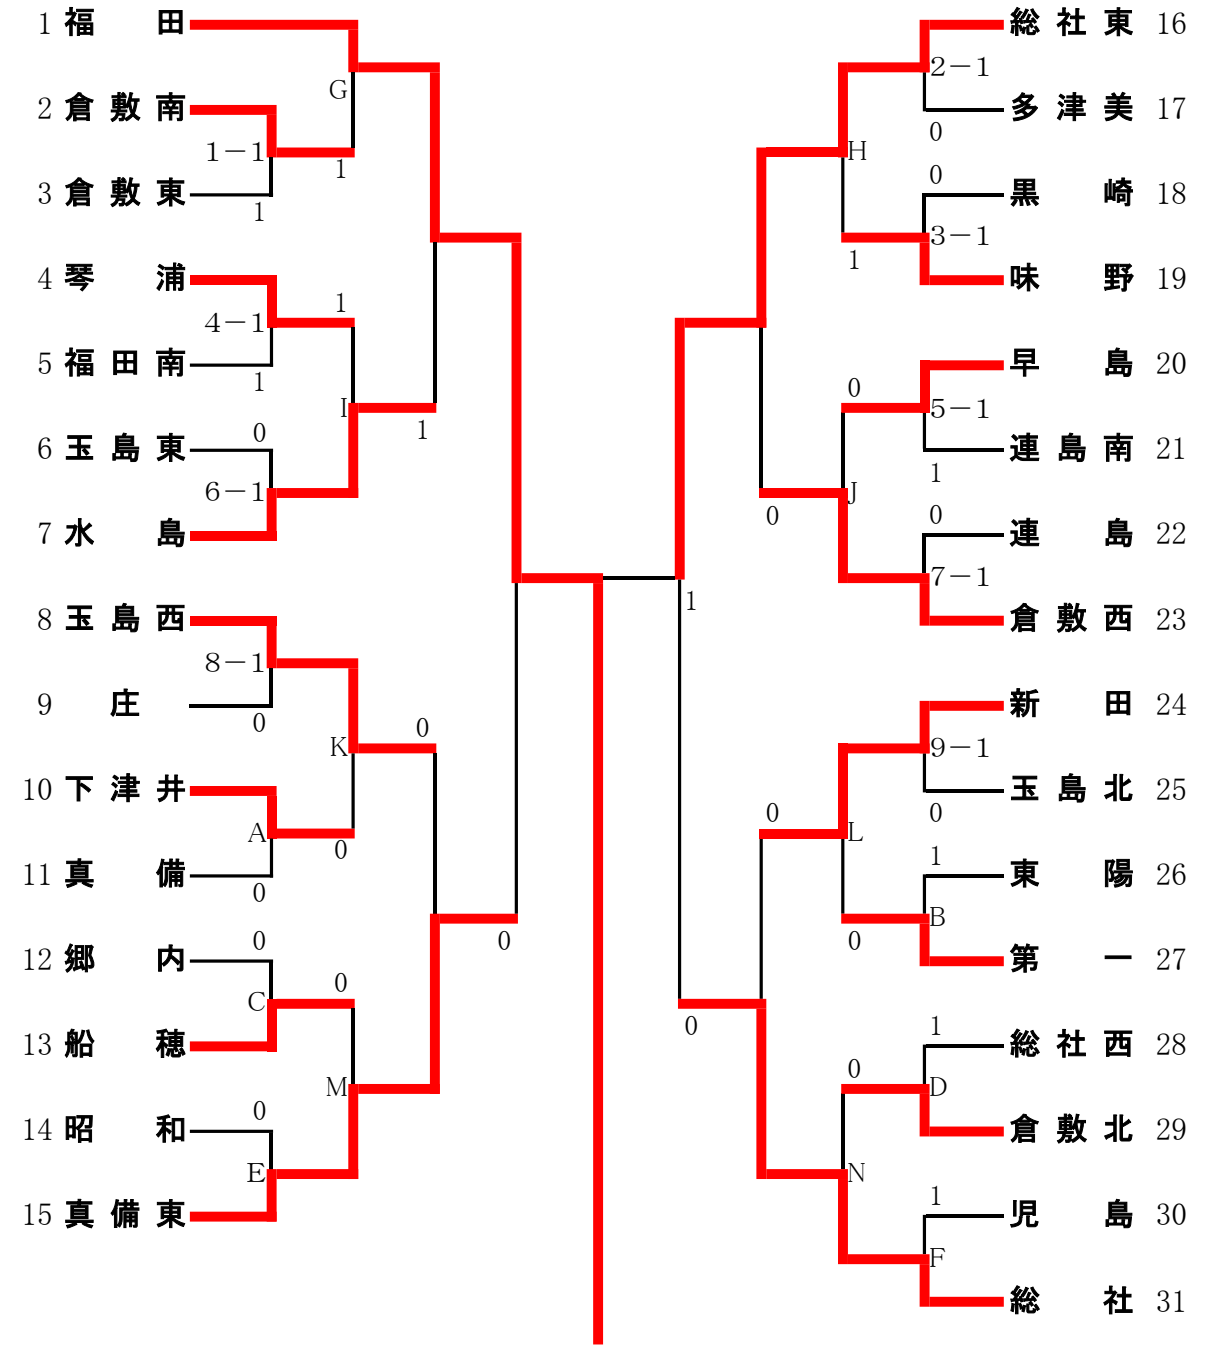 1 福田
G
2 倉敷南
1-1
1
3 倉敷東
1
4 琴浦
1
4-1
5 福田南
1
I
1
6 玉島東
0
6-1
7 水島
8 玉島西
8-1
9 庄
0
K
0
10 下津井
A
0
11 真備
0
12 郷内
0
0
C
0
13 船穂
M
14 昭和
0
E
15 真備東
総社東 16
2-1
多津美 17
0
H
0
黒崎 18
3-1
1
味野 19
早島 20
0
5-1
連島南 21
1
J
0
0
連島 22
7-1
1
倉敷西 23
新田 24
9-1
玉島北 25
0
0
L
1
東陽 26
B
0
第一 27
0
1
総社西 28
0
D
倉敷北 29
N
1
児島 30
F
総社 31